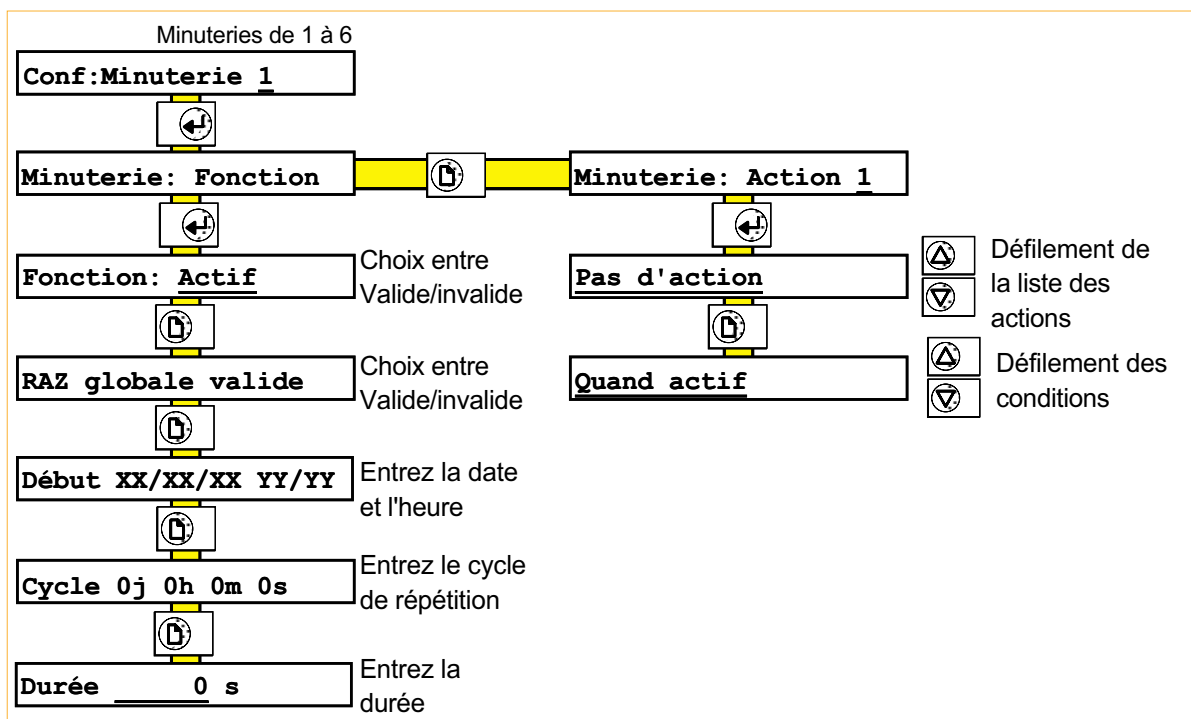 Minuteries de 1 à 6
Conf:Minuterie 1
Minuterie: Fonction
Minuterie: Action 1
Fonction: Actif
Choix entre
Valide/invalide
Pas d'action
Défilement de
la liste des
actions
RAZ globale valide
Choix entre
Valide/invalide
Quand actif
Défilement des
conditions
Début XX/XX/XX YY/YY
Entrez la date
et l'heure
Cycle 0j 0h 0m 0s
Entrez le cycle
de répétition
Durée 0 s
Entrez la
durée